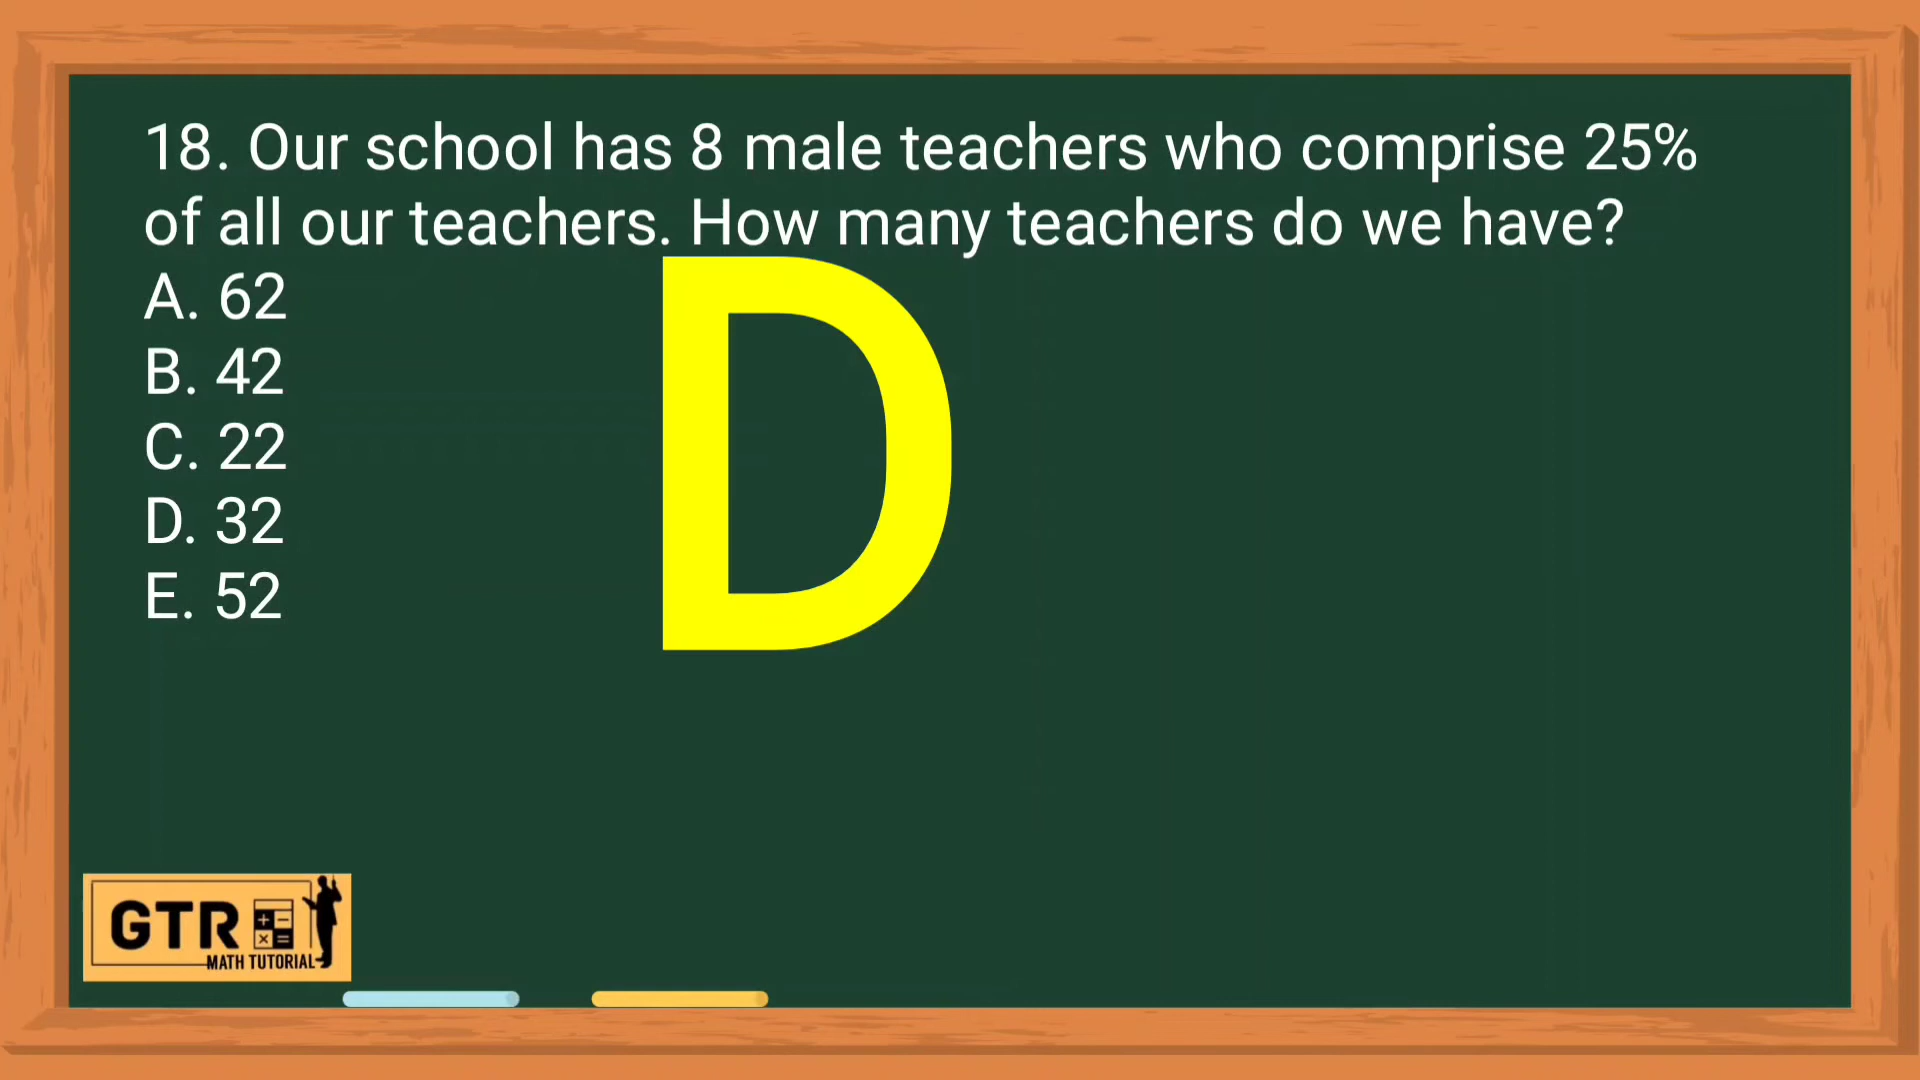 18. Our school has 8 male teachers who comprise 25%
of all our teachers. How many teachers do we have?
A. 62
B. 42
C. 22
D. 32
E. 52
D
GTR
MATH TUTORIAL